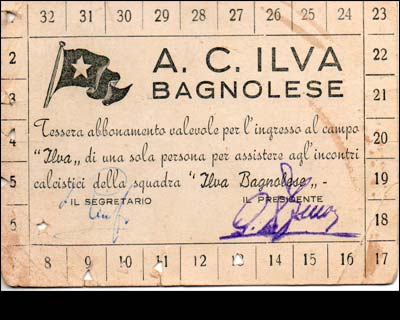 32 31 30 29 28 27 26 25 24 23
A. C. ILVA
BAGNOLESE
Tessera abbonamento valevole per l'ingresso al campo
"Ilva„ di una sola persona per assistere agl'incontri
calcistici della squadra "Ilva Bagnolese„ -
IL SEGRETARIO IL PRESIDENTE
2
3
4
5
6
22
21
20
19
18
8 9 10 11 12 13 14 15 16 17